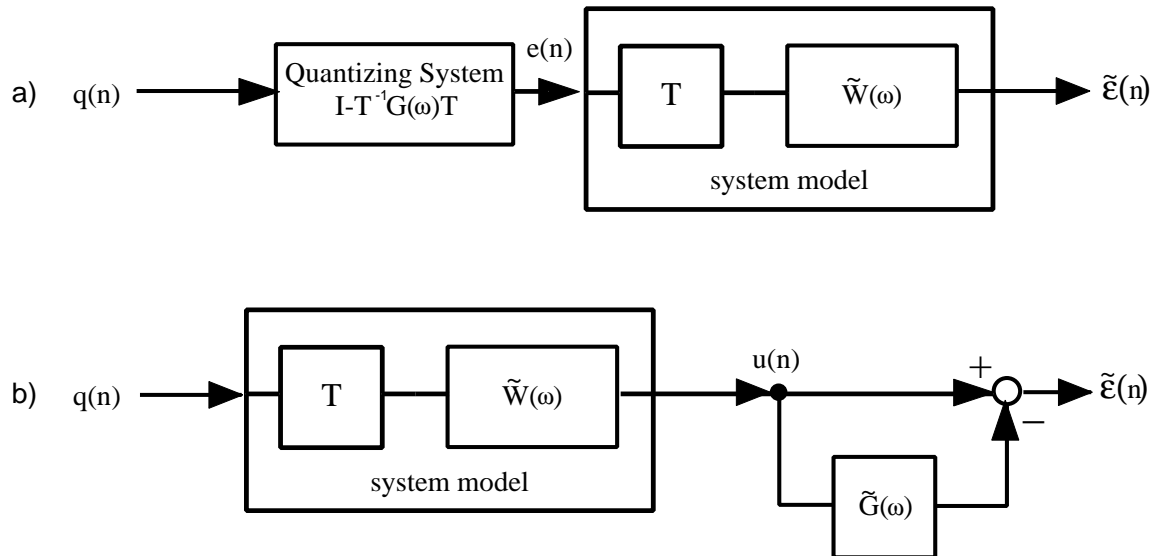 e(n)
a) q(n) Quantizing System T W̃(ω) ε̃(n)
I-T⁻¹G(ω)T
system model
u(n)
+
b) q(n) T W̃(ω) ε̃(n)
−
system model
G̃(ω)